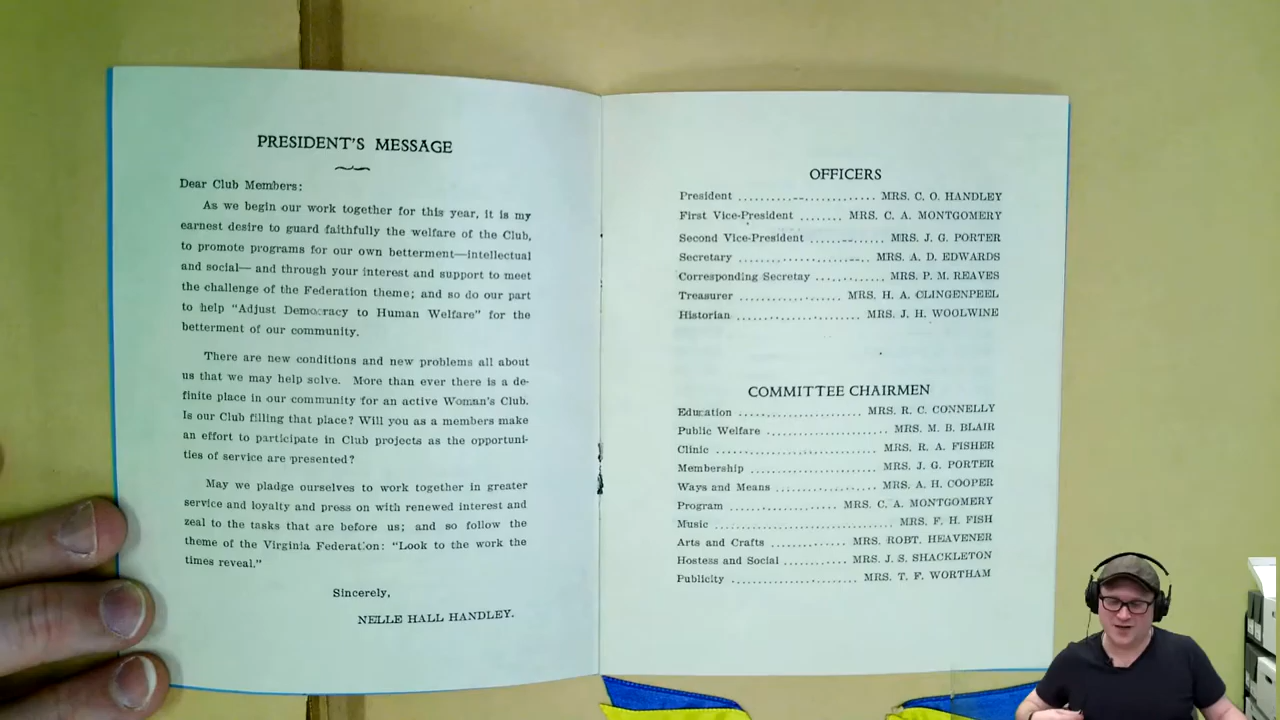 PRESIDENT'S MESSAGE
Dear Club Members:
As we begin our work together for this year, it is my
earnest desire to guard faithfully the welfare of the Club,
to promote programs for our own betterment—intellectual
and social— and through your interest and support to meet
the challenge of the Federation theme; and so do our part
to help "Adjust Democracy to Human Welfare" for the
betterment of our community.
There are new conditions and new problems all about
us that we may help solve. More than ever there is a de-
finite place in our community for an active Woman's Club.
Is our Club filling that place? Will you as a members make
an effort to participate in Club projects as the opportuni-
ties of service are presented?
May we pledge ourselves to work together in greater
service and loyalty and press on with renewed interest and
zeal to the tasks that are before us; and so follow the
theme of the Virginia Federation: "Look to the work the
times reveal."
Sincerely,
NELLE HALL HANDLEY.
OFFICERS
President .................... MRS. C. O. HANDLEY
First Vice-President ........ MRS. C. A. MONTGOMERY
Second Vice-President ............ MRS. J. G. PORTER
Secretary .................... MRS. A. D. EDWARDS
Corresponding Secretay ............ MRS. P. M. REAVES
Treasurer .................. MRS. H. A. CLINGENPEEL
Historian ...................... MRS. J. H. WOOLWINE
COMMITTEE CHAIRMEN
Education ...................... MRS. R. C. CONNELLY
Public Welfare ..................... MRS. M. B. BLAIR
Clinic ............................ MRS. R. A. FISHER
Membership ...................... MRS. J. G. PORTER
Ways and Means ................. MRS. A. H. COOPER
Program .................... MRS. C. A. MONTGOMERY
Music ............................... MRS. F. H. FISH
Arts and Crafts ............. MRS. ROBT. HEAVENER
Hostess and Social ........... MRS. J. S. SHACKLETON
Publicity ...................... MRS. T. F. WORTHAM